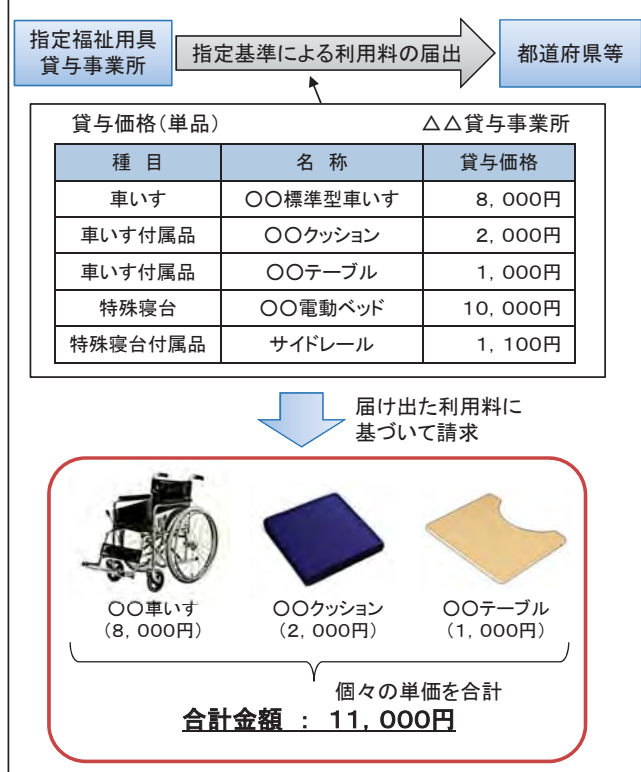 指定福祉用具
貸与事業所
指定基準による利用料の届出
都道府県等
貸与価格(単品)
△△貸与事業所
種 目 名 称 貸与価格
車いす 〇〇標準型車いす 8,000円
車いす付属品 〇〇クッション 2,000円
車いす付属品 〇〇テーブル 1,000円
特殊寝台 〇〇電動ベッド 10,000円
特殊寝台付属品 サイドレール 1,100円
届け出た利用料に
基づいて請求
〇〇車いす 〇〇クッション 〇〇テーブル
(8,000円) (2,000円) (1,000円)
個々の単価を合計
合計金額 : 11,000円